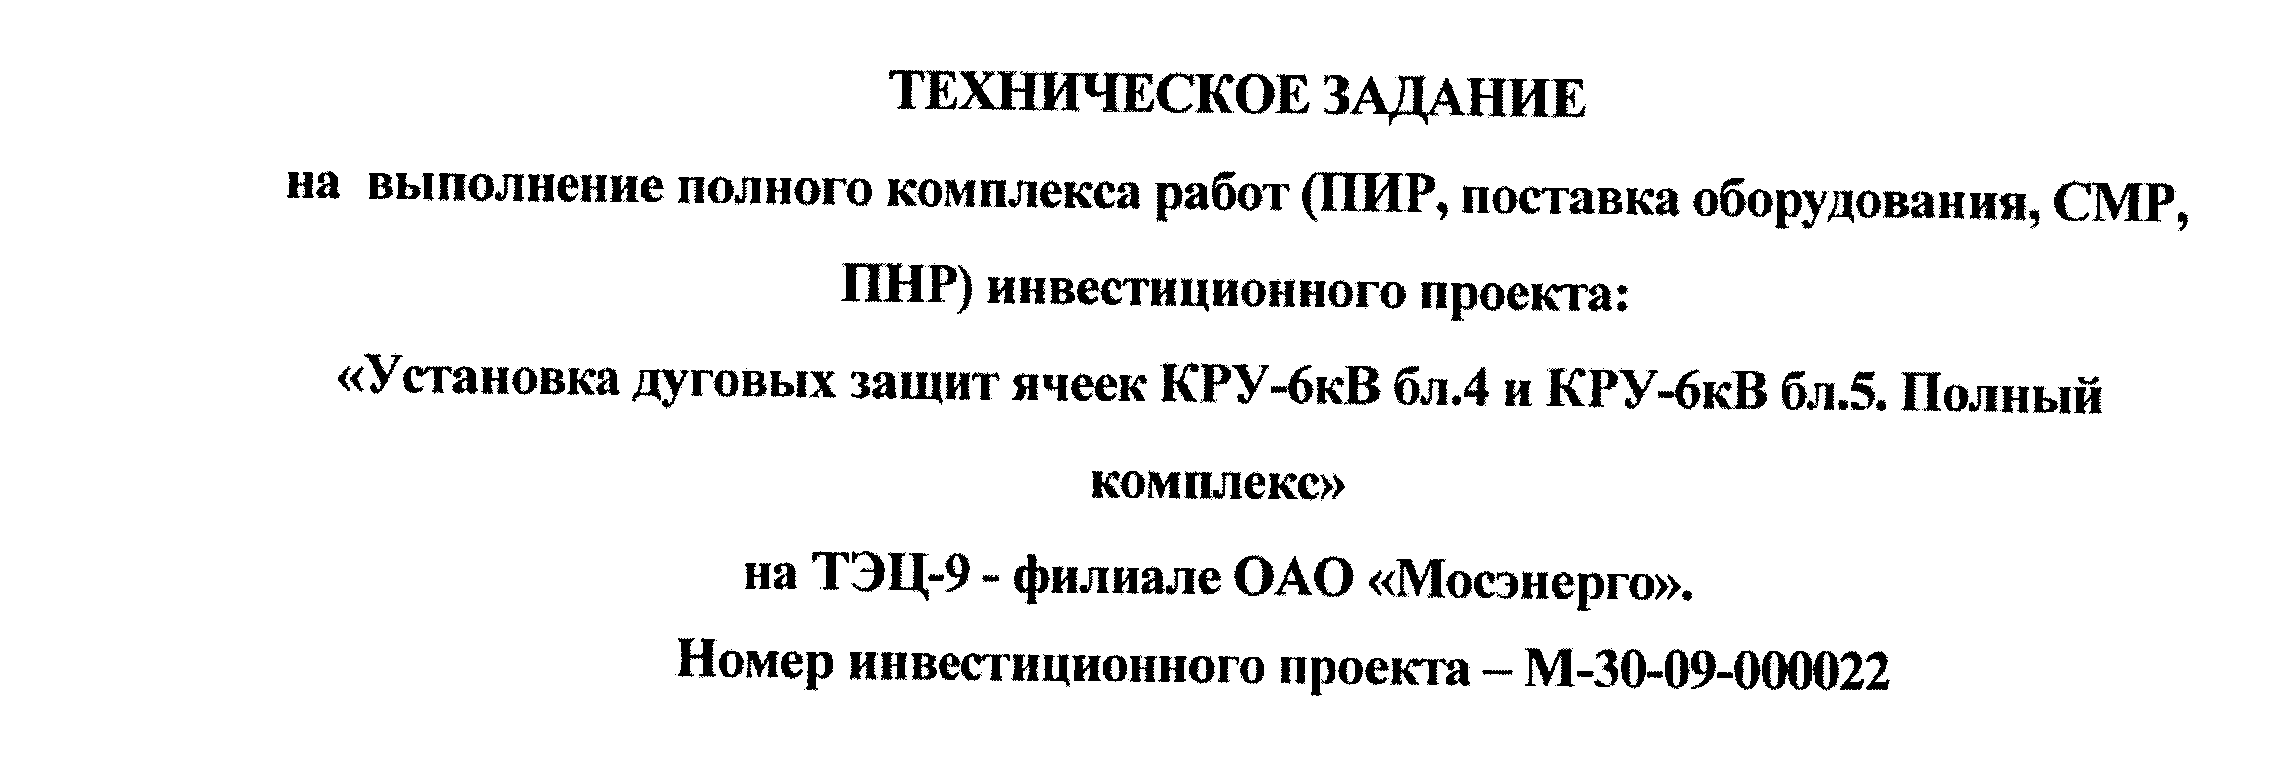 ТЕХНИЧЕСКОЕ ЗАДАНИЕ
на выполнение полного комплекса работ (ПИР, поставка оборудования, СМР,
ПНР) инвестиционного проекта:
«Установка дуговых защит ячеек КРУ-6кВ бл.4 и КРУ-6кВ бл.5. Полный
комплекс»
на ТЭЦ-9 - филиале ОАО «Мосэнерго».
Номер инвестиционного проекта – М-30-09-000022